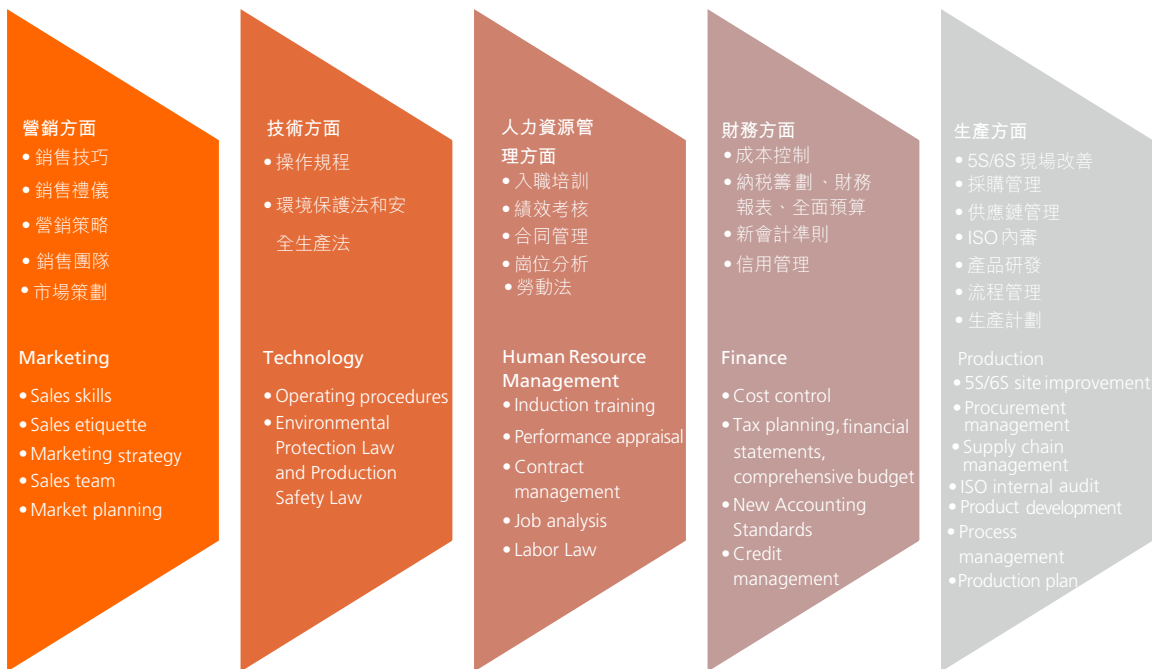 營銷方面
• 銷售技巧
• 銷售禮儀
• 營銷策略
• 銷售團隊
• 市場策劃
Marketing
• Sales skills
• Sales etiquette
• Marketing strategy
• Sales team
• Market planning
技術方面
• 操作規程
• 環境保護法和安
全生產法
Technology
• Operating procedures
• Environmental
Protection Law
and Production
Safety Law
人力資源管
理方面
• 入職培訓
• 績效考核
• 合同管理
• 崗位分析
• 勞動法
Human Resource
Management
• Induction training
• Performance appraisal
• Contract
management
• Job analysis
• Labor Law
財務方面
• 成本控制
• 納稅籌劃、財務
報表、全面預算
• 新會計準則
• 信用管理
Finance
• Cost control
• Tax planning, financial
statements,
comprehensive budget
• New Accounting
Standards
• Credit
management
生產方面
• 5S/6S 現場改善
• 採購管理
• 供應鏈管理
• ISO 內審
• 產品研發
• 流程管理
• 生產計劃
Production
• 5S/6S site improvement
• Procurement
management
• Supply chain
management
• ISO internal audit
• Product development
• Process
management
• Production plan